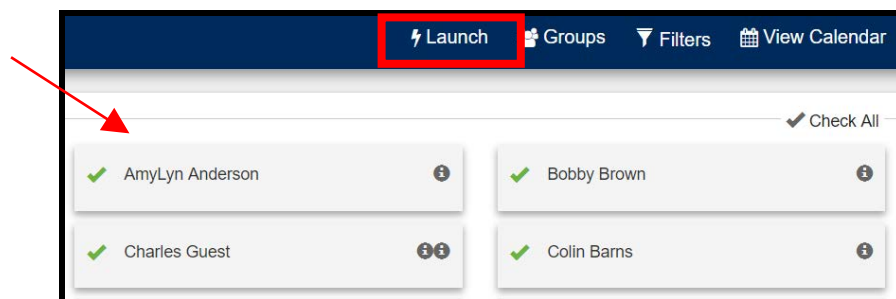 Launch Groups Filters View Calendar
Check All
AmyLyn Anderson Bobby Brown
Charles Guest Colin Barns